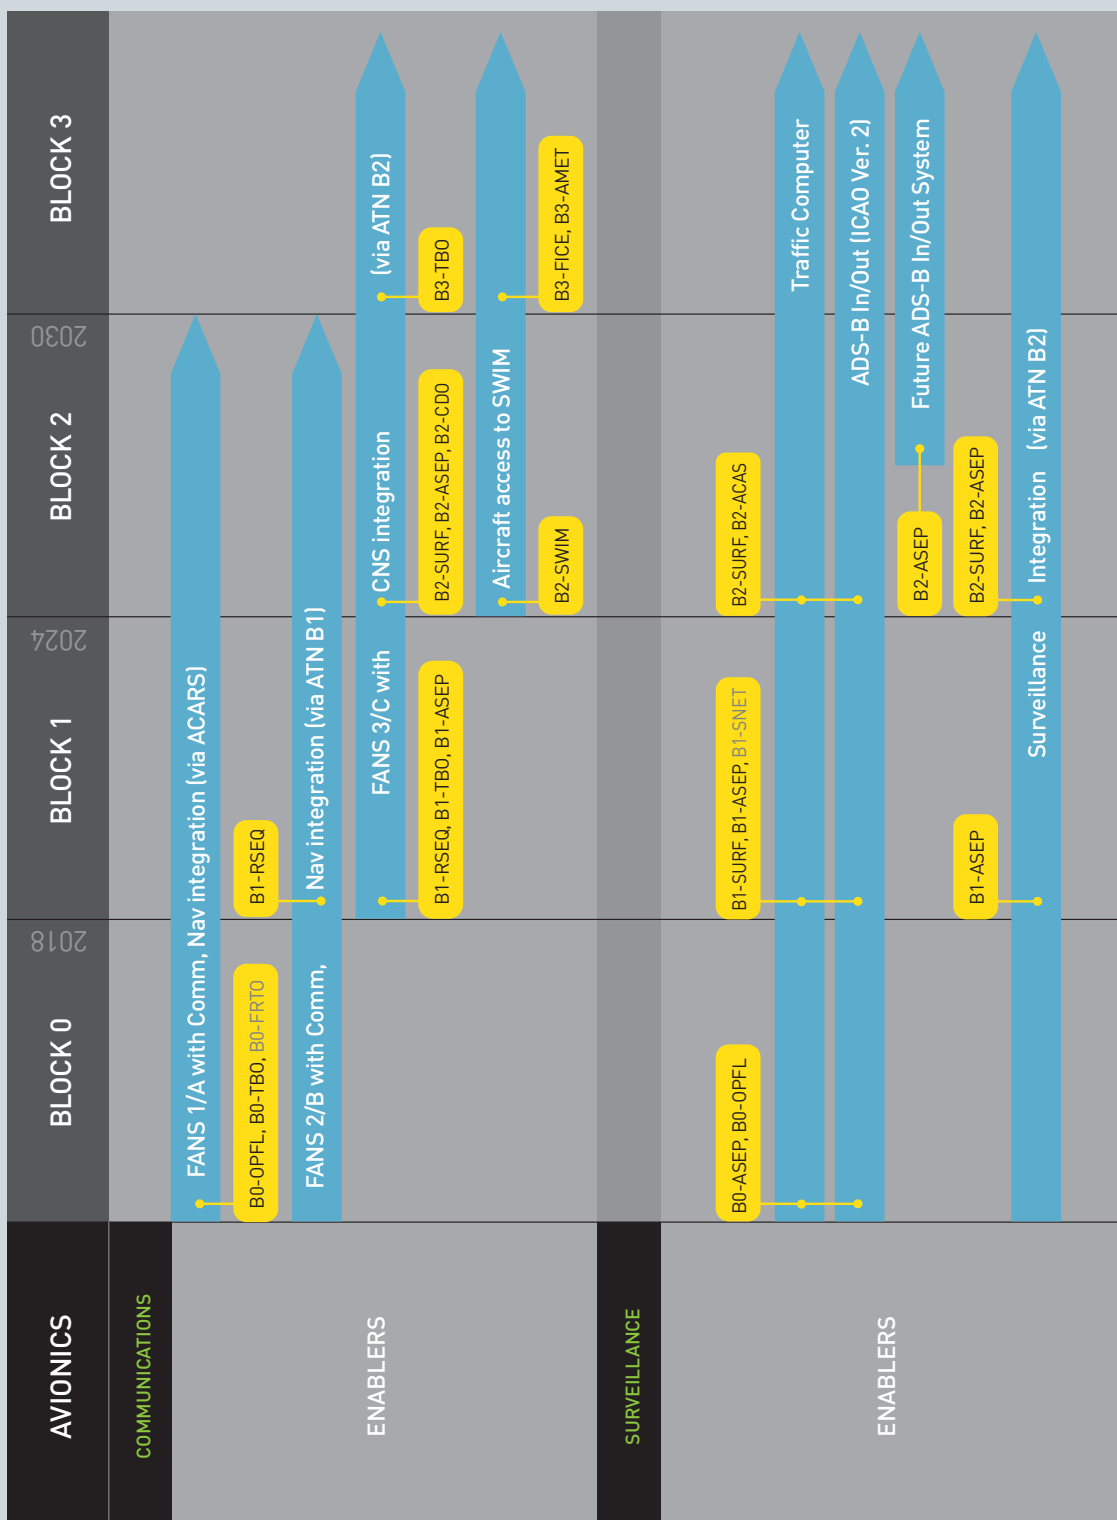 AVIONICS
BLOCK 0
2018
BLOCK 1
2024
BLOCK 2
2030
BLOCK 3
COMMUNICATIONS
ENABLERS
FANS 1/A with Comm, Nav integration (via ACARS)
B0-OPFL, B0-TBO, B0-FRTO
B1-RSEQ
FANS 2/B with Comm,
Nav integration (via ATN B1)
FANS 3/C with
CNS integration
(via ATN B2)
B1-RSEQ, B1-TBO, B1-ASEP
B2-SURF, B2-ASEP, B2-CDO
B3-TBO
Aircraft access to SWIM
B2-SWIM
B3-FICE, B3-AMET
SURVEILLANCE
ENABLERS
B0-ASEP, B0-OPFL
B1-SURF, B1-ASEP, B1-SNET
B2-SURF, B2-ACAS
Traffic Computer
ADS-B In/Out (ICAO Ver. 2)
Future ADS-B In/Out System
B2-ASEP
B1-ASEP
B2-SURF, B2-ASEP
Surveillance
Integration
(via ATN B2)